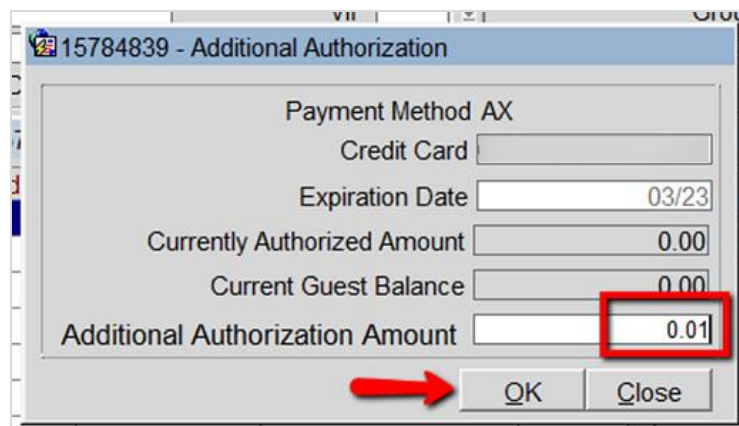 15784839 - Additional Authorization
Payment Method AX
Credit Card
Expiration Date 03/23
Currently Authorized Amount 0.00
Current Guest Balance 0.00
Additional Authorization Amount 0.01
OK Close